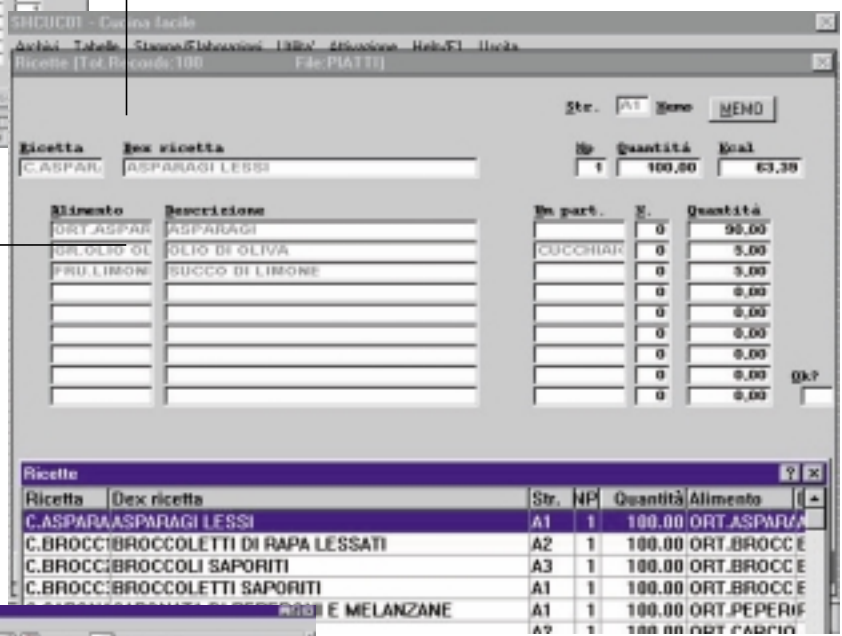 SHCUC01 - Cucina facile
Archivi Tabelle Stampe/Elaborazioni Utilita' Attivazione Help/F1 Uscita
Ricette (Tot.Records:100 File:PIATTI)
Str. A1 Memo MEMO
Ricetta Dex ricetta Np Quantità Kcal
C.ASPAR ASPARAGI LESSI 1 100,00 63,39
Alimento Descrizione Um part. N. Quantità
ORT.ASPAR ASPARAGI 0 90,00
GR.OLIO OL OLIO DI OLIVA CUCCHIAI 0 5,00
FRU.LIMONE SUCCO DI LIMONE 0 5,00
0 0,00
0 0,00
0 0,00
0 0,00
0 0,00 Ok?
0 0,00
Ricette
Ricetta Dex ricetta Str. NP Quantità Alimento
C.ASPARA ASPARAGI LESSI A1 1 100.00 ORT.ASPAR
C.BROCC BROCCOLETTI DI RAPA LESSATI A2 1 100.00 ORT.BROCC E
C.BROCC BROCCOLI SAPORITI A3 1 100.00 ORT.BROCC E
C.BROCC BROCCOLETTI SAPORITI A1 1 100.00 ORT.BROCC E
E MELANZANE A1 1 100.00 ORT.PEPERI
A2 1 100.00 ORT.CARCIO